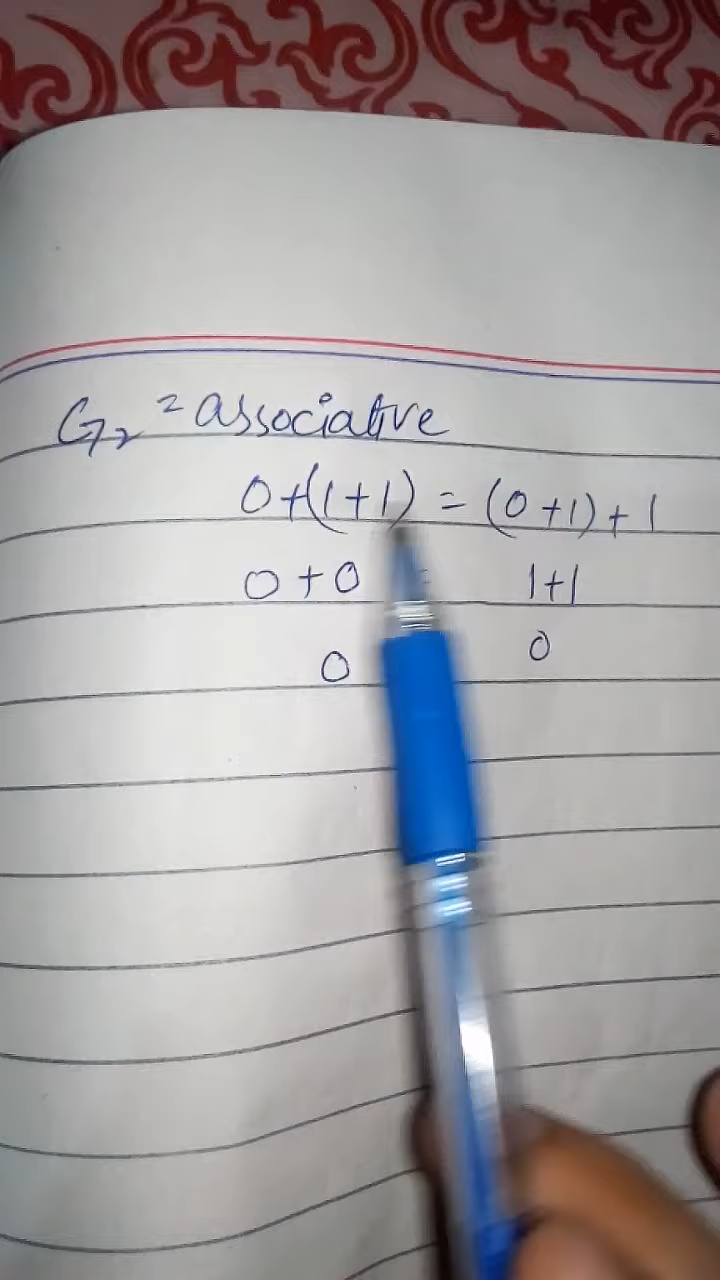 G₂ = associative
0+(1+1) = (0+1)+1
0+0 = 1+1
0 0